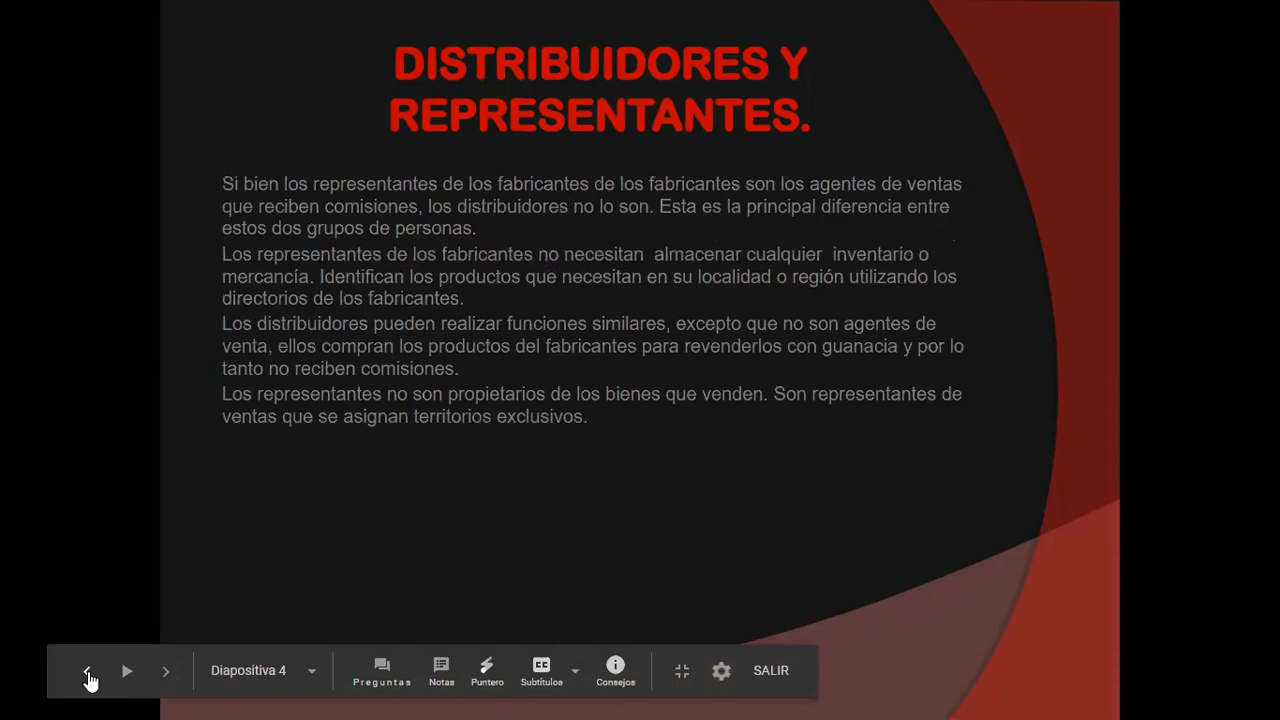 DISTRIBUIDORES Y
REPRESENTANTES.
Si bien los representantes de los fabricantes de los fabricantes son los agentes de ventas
que reciben comisiones, los distribuidores no lo son. Esta es la principal diferencia entre
estos dos grupos de personas.
Los representantes de los fabricantes no necesitan almacenar cualquier inventario o
mercancía. Identifican los productos que necesitan en su localidad o región utilizando los
directorios de los fabricantes.
Los distribuidores pueden realizar funciones similares, excepto que no son agentes de
venta, ellos compran los productos del fabricantes para revenderlos con guanacia y por lo
tanto no reciben comisiones.
Los representantes no son propietarios de los bienes que venden. Son representantes de
ventas que se asignan territorios exclusivos.
Diapositiva 4
Preguntas
Notas
Puntero
CC
Subtítulos
Consejos
SALIR